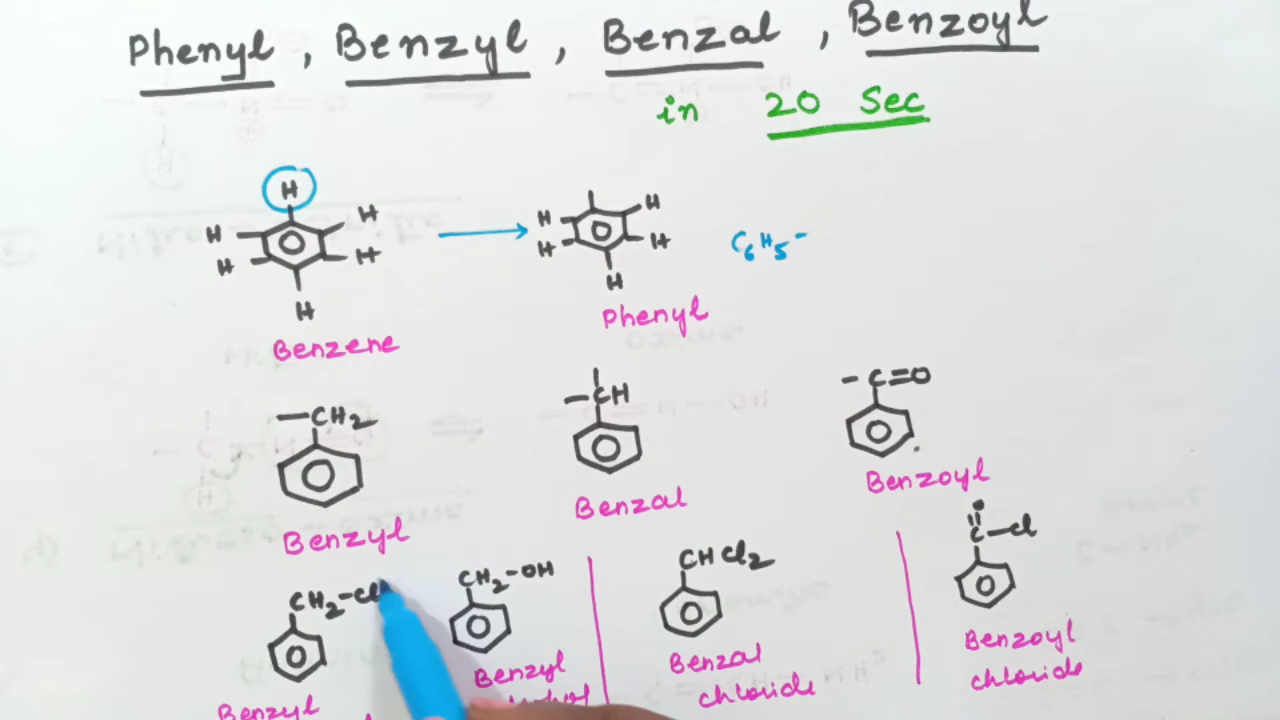 Phenyl, Benzyl, Benzal, Benzoyl
in 20 Sec
H
H H
H H
H
Benzene
H H
H H
H
Phenyl
C6H5-
-CH2
Benzyl
-CH
Benzal
-C=O
Benzoyl
CH2-Cl
Benzyl
CH2-OH
Benzyl
CHCl2
Benzal
chloride
C-Cl
Benzoyl
chloride